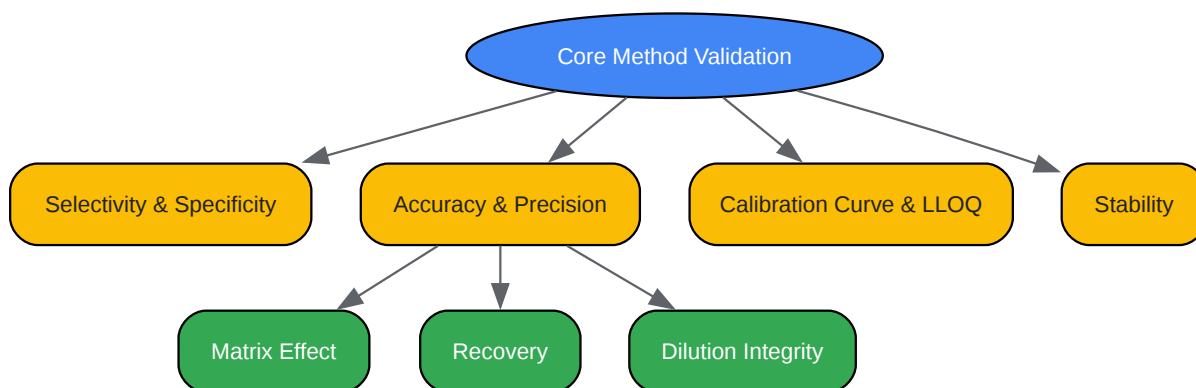 Core Method Validation
Selectivity & Specificity
Accuracy & Precision
Calibration Curve & LLOQ
Stability
Matrix Effect
Recovery
Dilution Integrity